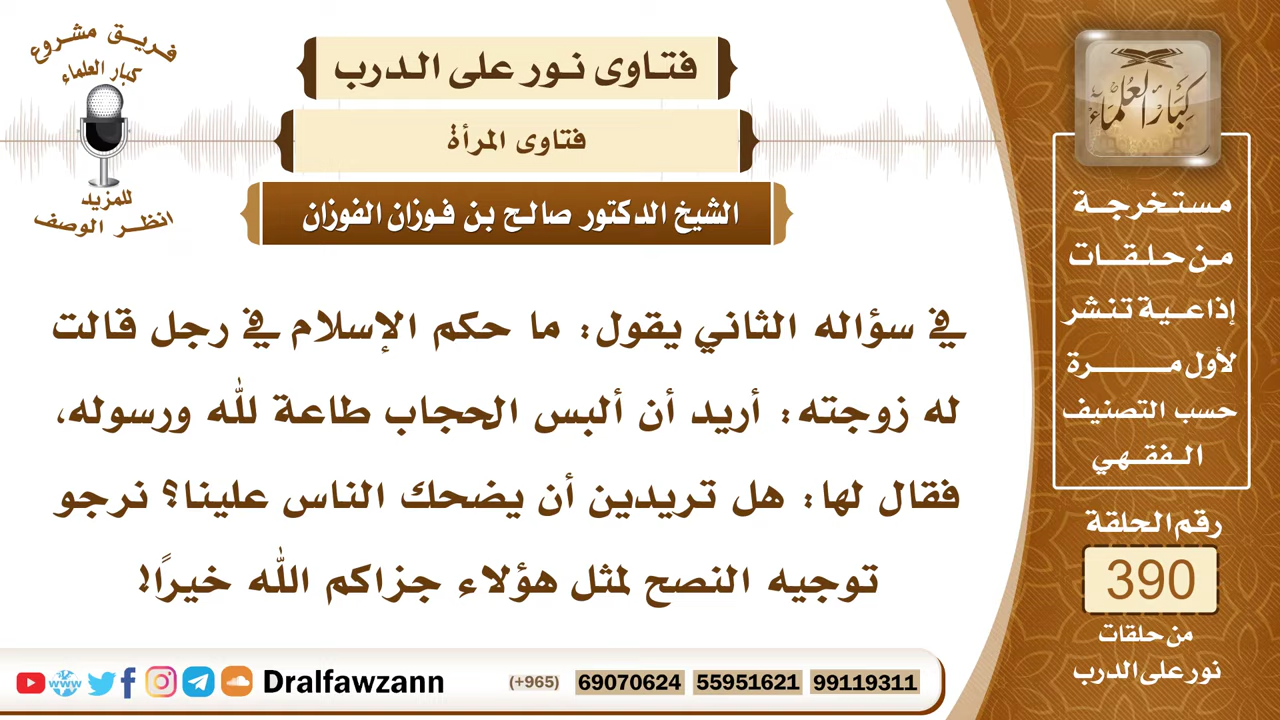 فريق مشروع
كبار العلماء
للمزيد
انظر الوصف
فتاوى نور على الدرب
فتاوى المرأة
الشيخ الدكتور صالح بن فوزان الفوزان
في سؤاله الثاني يقول: ما حكم الإسلام في رجل قالت
له زوجته: أريد أن ألبس الحجاب طاعة لله ورسوله،
فقال لها: هل تريدين أن يضحك الناس علينا؟ نرجو
توجيه النصح لمثل هؤلاء جزاكم الله خيرًا!
كبار العلماء
مستخرجة
من حلقات
إذاعية تنشر
لأول مرة
حسب التصنيف
الفقهي
رقم الحلقة
390
من حلقات
نور على الدرب
www
Dralfawzann (+965) 69070624 55951621 99119311